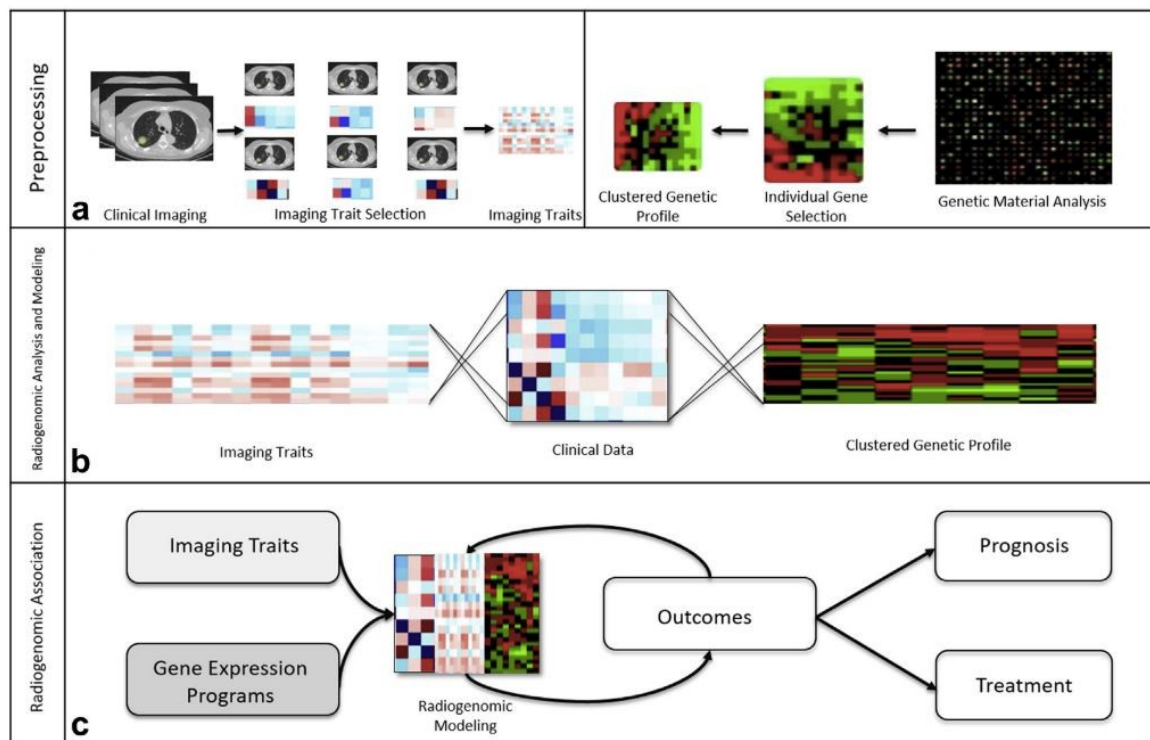 Preprocessing
a
Clinical Imaging
Imaging Trait Selection
Imaging Traits
Clustered Genetic
Profile
Individual Gene
Selection
Genetic Material Analysis
Radiogenomic Analysis and Modeling
b
Imaging Traits
Clinical Data
Clustered Genetic Profile
Radiogenomic Association
c
Imaging Traits
Gene Expression
Programs
Radiogenomic
Modeling
Outcomes
Prognosis
Treatment